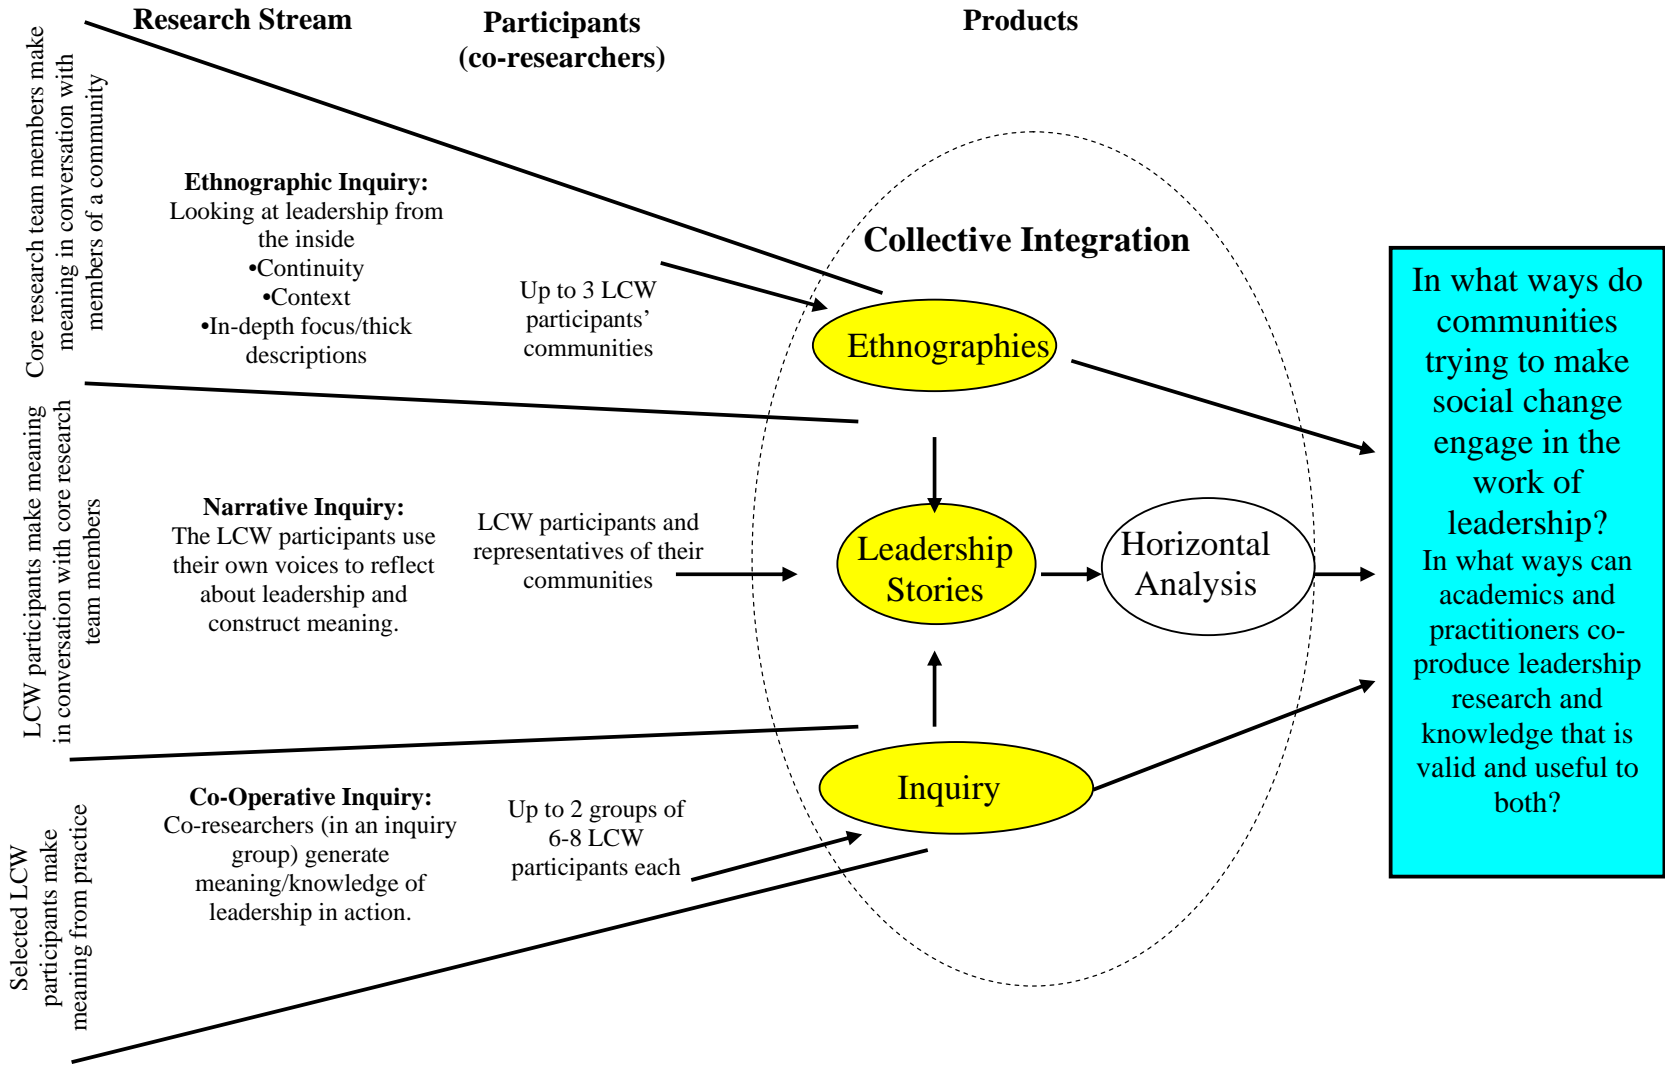 Research Stream
Participants
(co-researchers)
Products
Core research team members make
meaning in conversation with
members of a community
Ethnographic Inquiry:
Looking at leadership from
the inside
•Continuity
•Context
•In-depth focus/thick
descriptions
Up to 3 LCW
participants’
communities
Collective Integration
Ethnographies
LCW participants make meaning
in conversation with core research
team members
Narrative Inquiry:
The LCW participants use
their own voices to reflect
about leadership and
construct meaning.
LCW participants and
representatives of their
communities
Leadership
Stories
Horizontal
Analysis
Selected LCW
participants make
meaning from practice
Co-Operative Inquiry:
Co-researchers (in an inquiry
group) generate
meaning/knowledge of
leadership in action.
Up to 2 groups of
6-8 LCW
participants each
Inquiry
In what ways do
communities
trying to make
social change
engage in the
work of
leadership?
In what ways can
academics and
practitioners co-
produce leadership
research and
knowledge that is
valid and useful to
both?